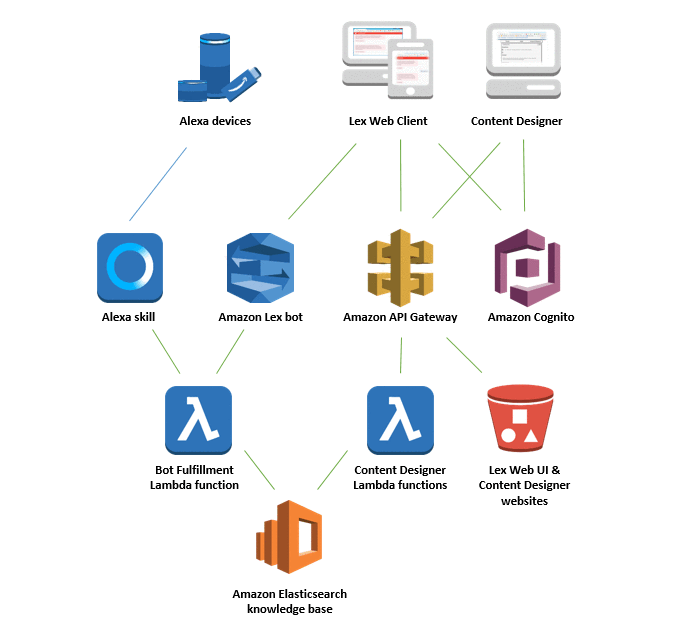 Alexa devices
Lex Web Client
Content Designer
Alexa skill
Amazon Lex bot
Amazon API Gateway
Amazon Cognito
Bot Fulfillment
Lambda function
Content Designer
Lambda functions
Lex Web UI &
Content Designer
websites
Amazon Elasticsearch
knowledge base